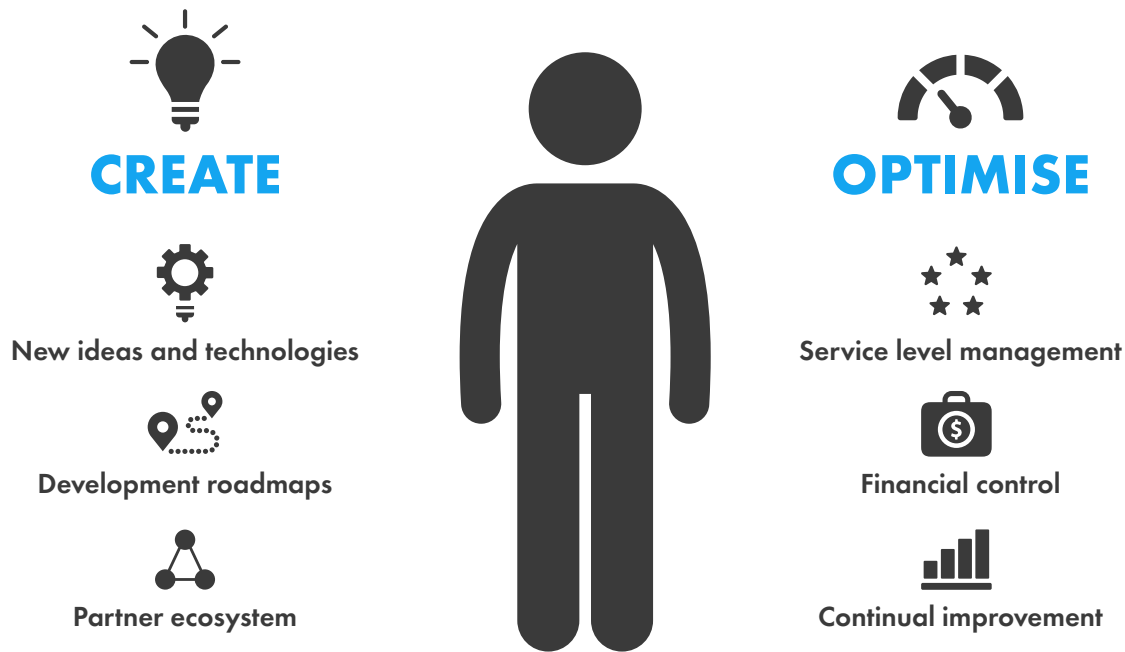 CREATE
New ideas and technologies
Development roadmaps
Partner ecosystem
OPTIMISE
Service level management
$
Financial control
Continual improvement